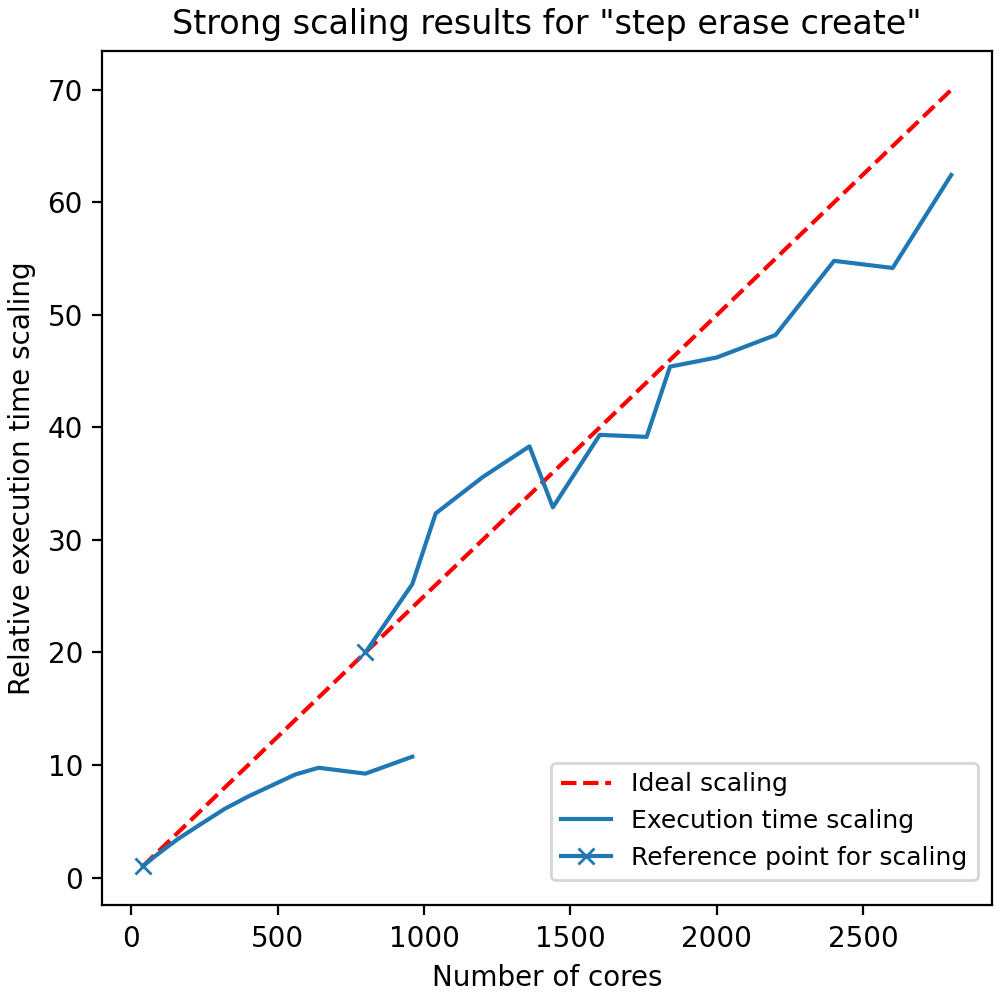 Strong scaling results for "step erase create"
Relative execution time scaling
70
60
50
40
30
20
10
0
Ideal scaling
Execution time scaling
Reference point for scaling
0 500 1000 1500 2000 2500
Number of cores